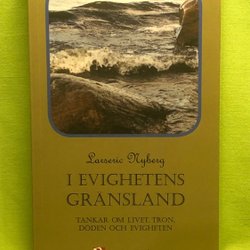 Larseric Nyberg
I EVIGHETENS
GRÄNSLAND
TANKAR OM LIVET, TRON,
DÖDEN OCH EVIGHETEN